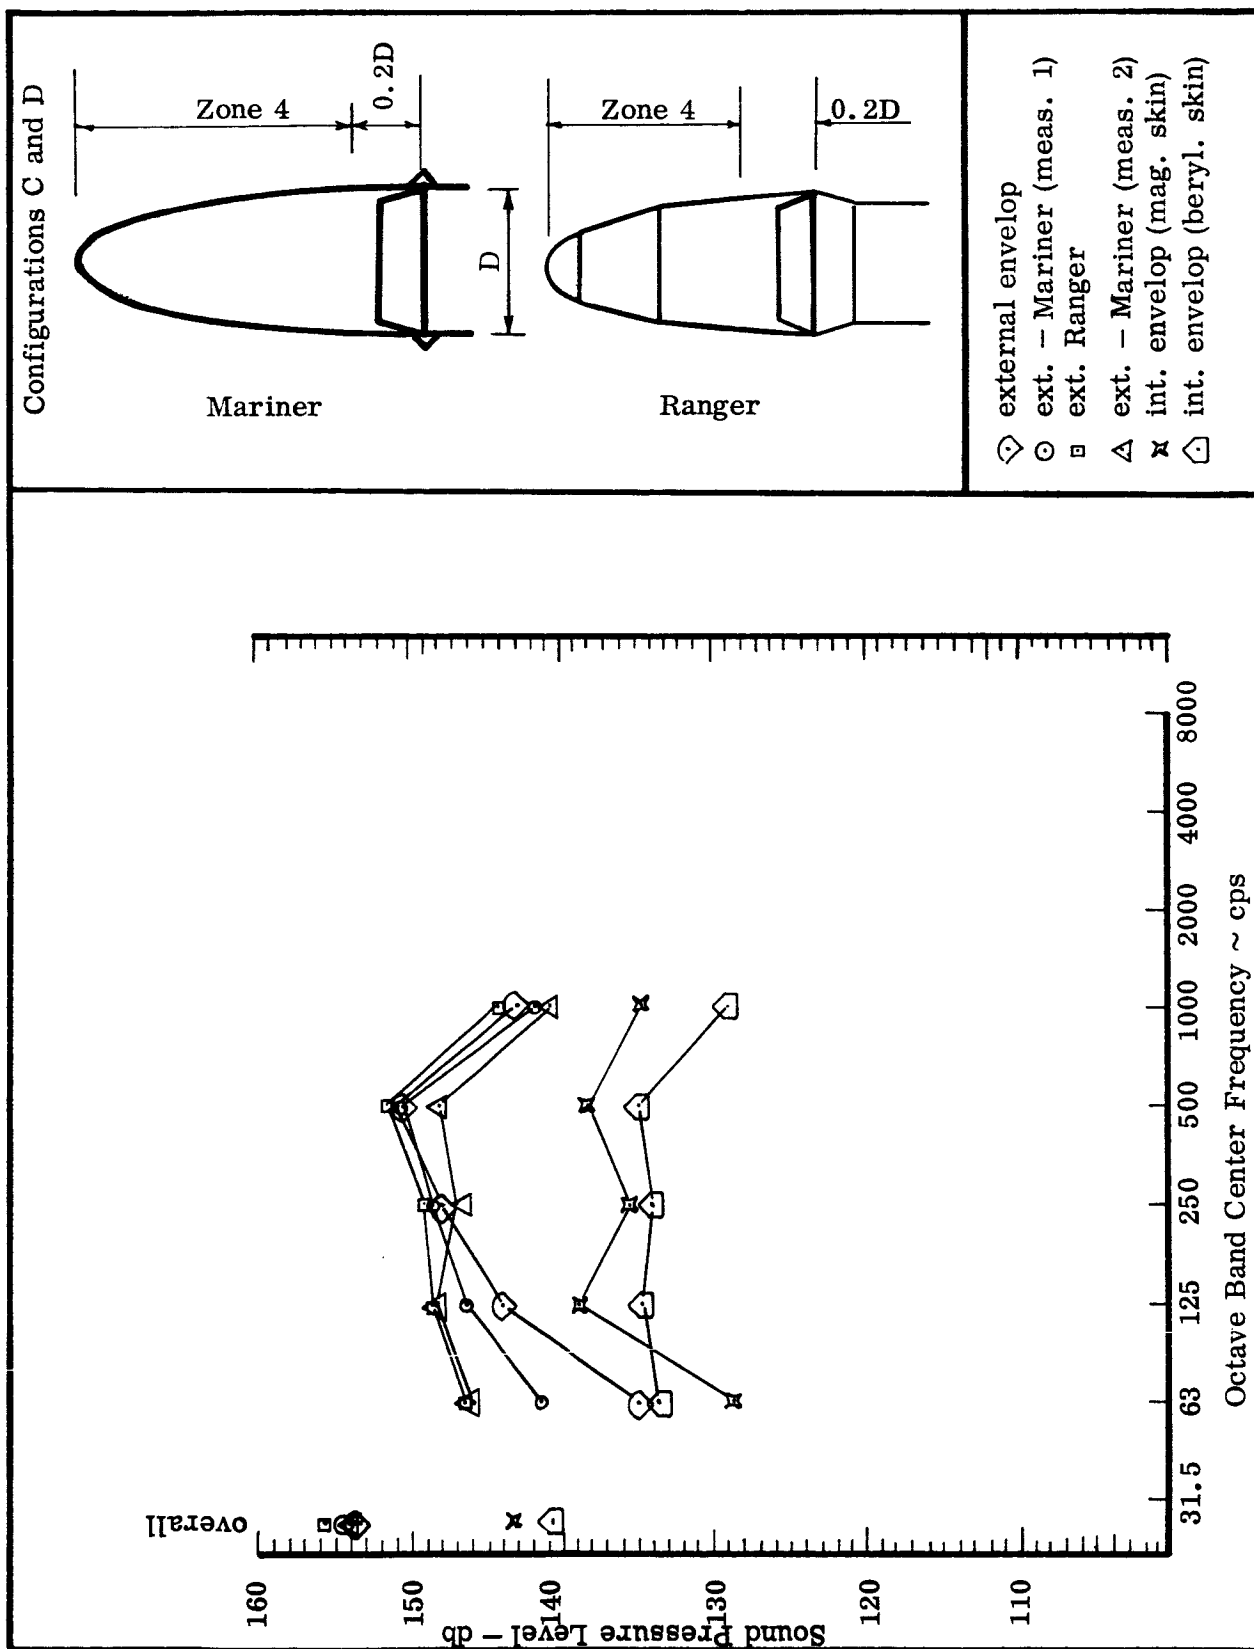 Configurations C and D
Zone 4
0.2D
D
Mariner
Zone 4
0.2D
Ranger
external envelop
ext. – Mariner (meas. 1)
ext. Ranger
ext. – Mariner (meas. 2)
int. envelop (mag. skin)
int. envelop (beryl. skin)
overall
160
150
140
130
120
110
Sound Pressure Level – db
31.5
63
125
250
500
1000
2000
4000
8000
Octave Band Center Frequency ~ cps